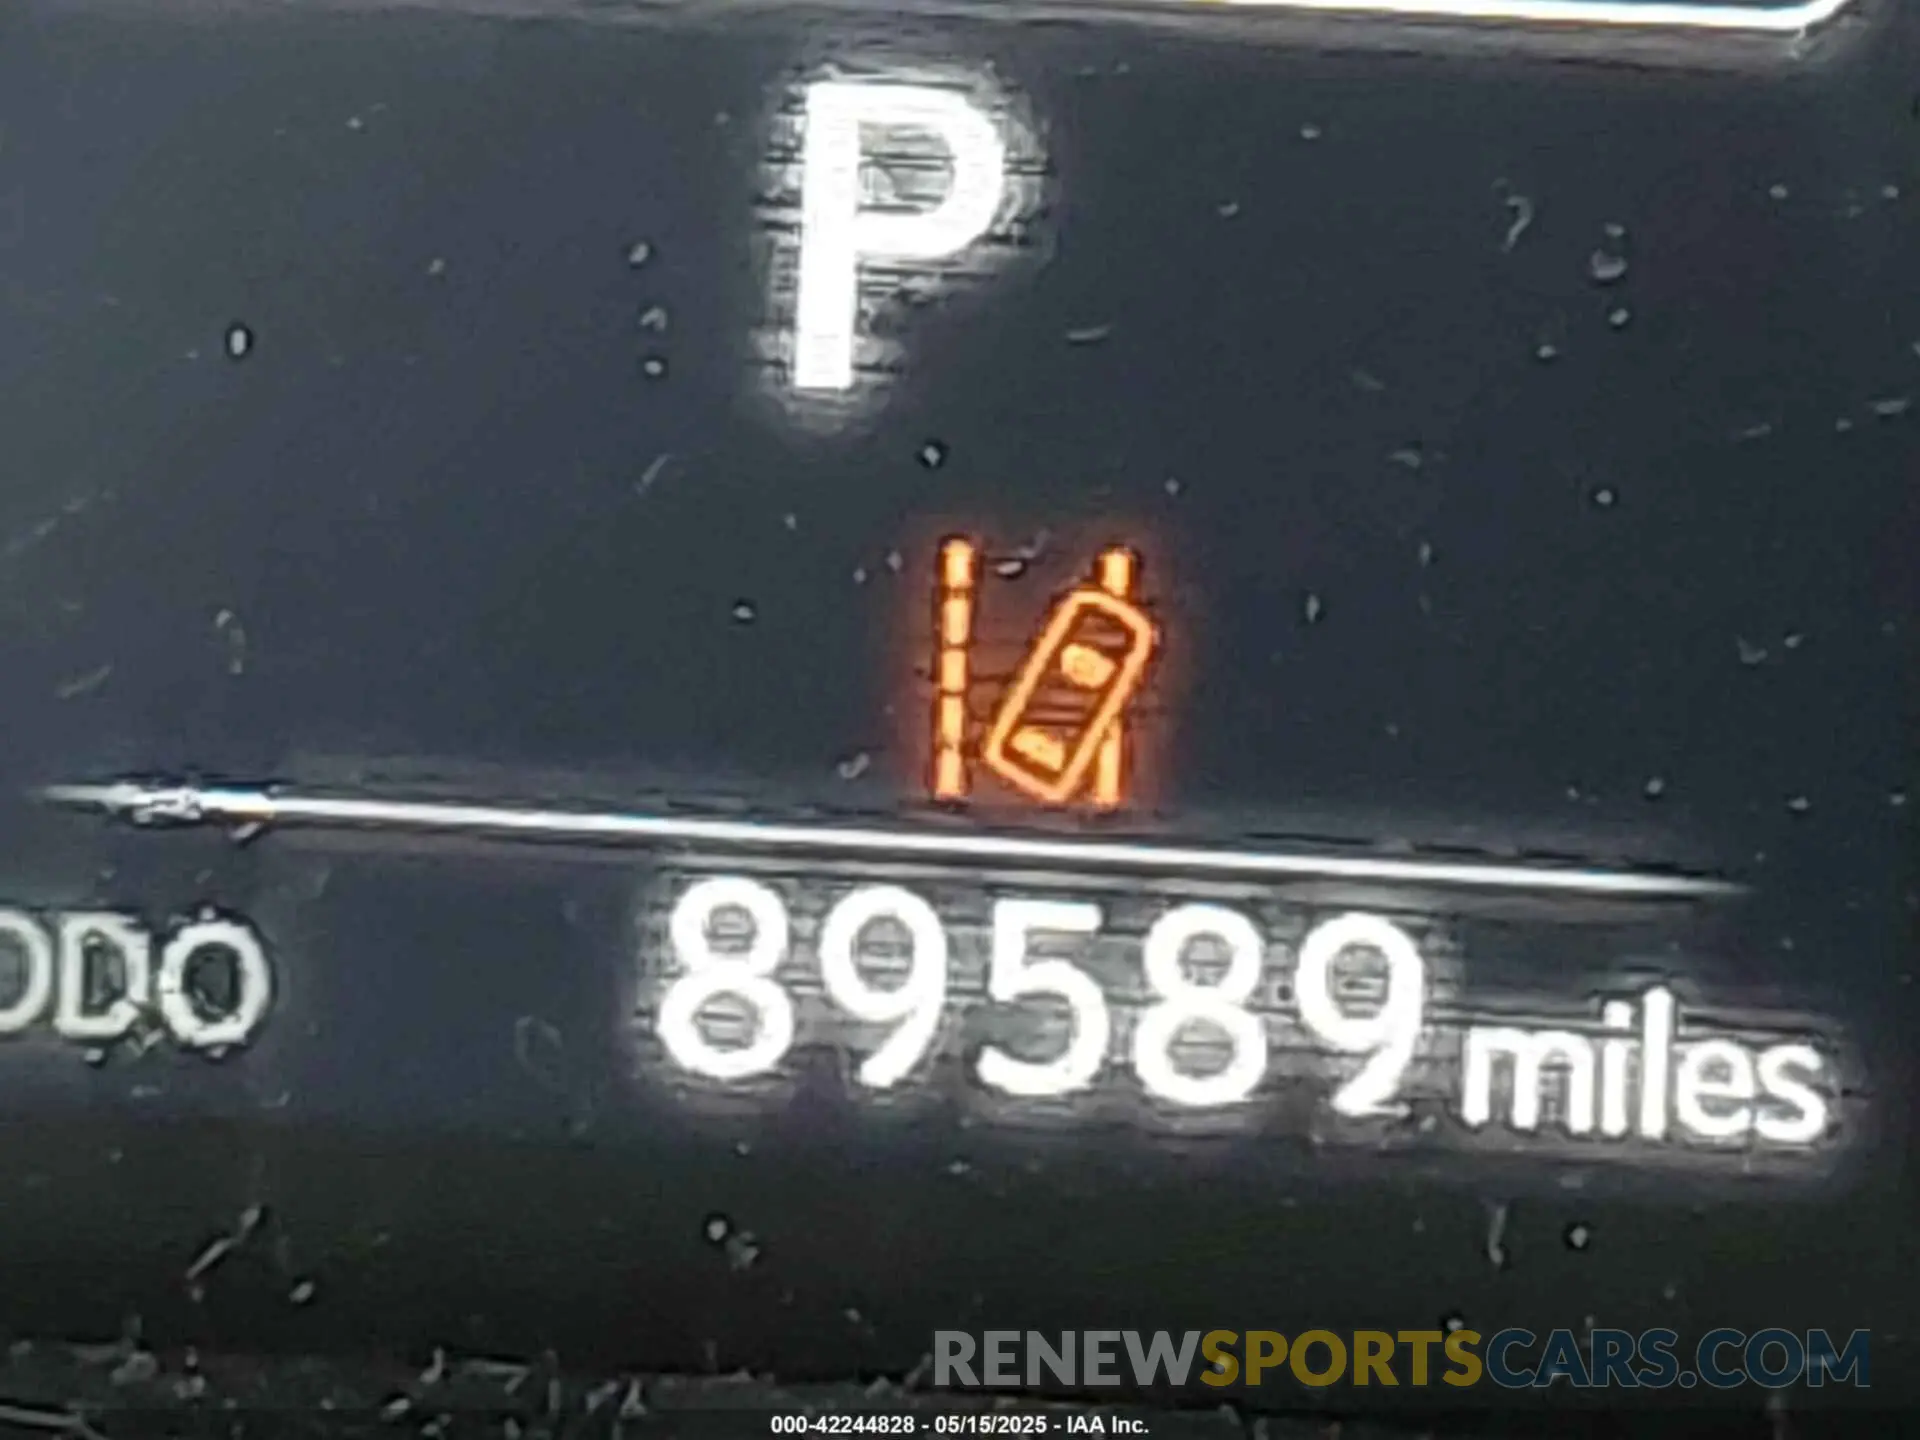 P
ODO 89589 miles
RENEWSPORTSCARS.COM
000-42244828 - 05/15/2025 - IAA Inc.